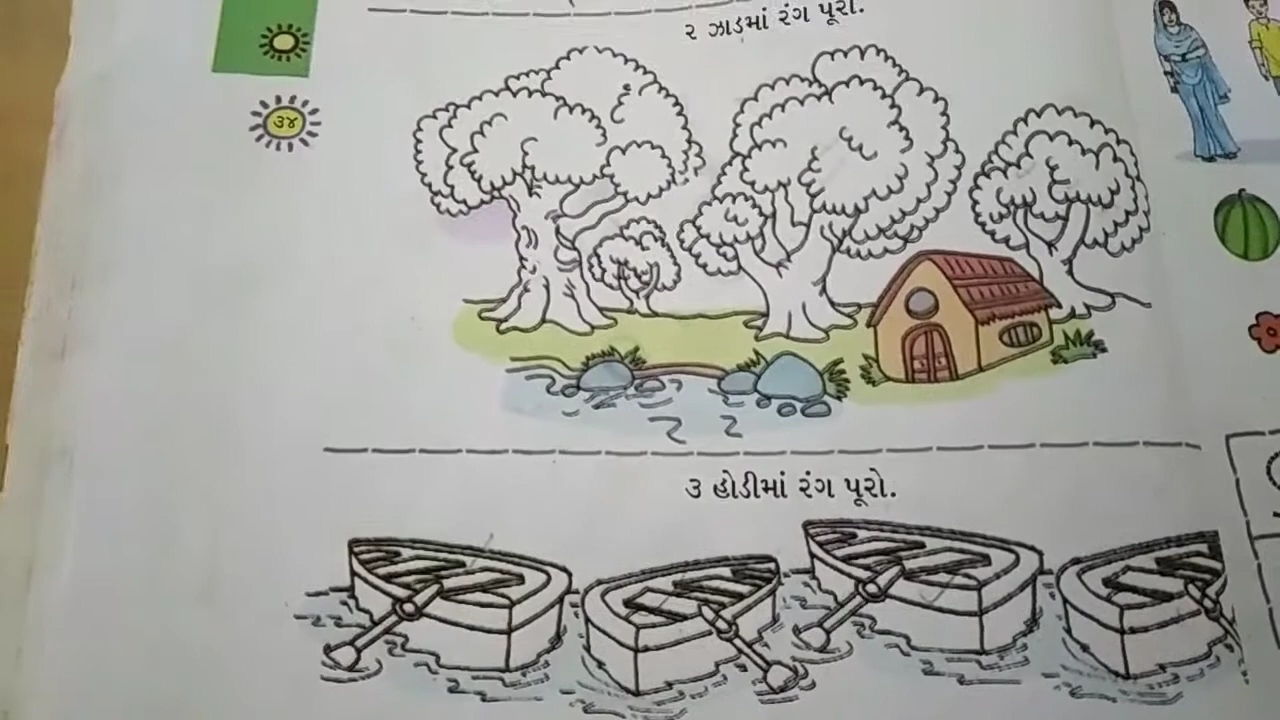 ૨ ઝાડમાં રંગ પૂરો.
૩૪
૩ હોડીમાં રંગ પૂરો.